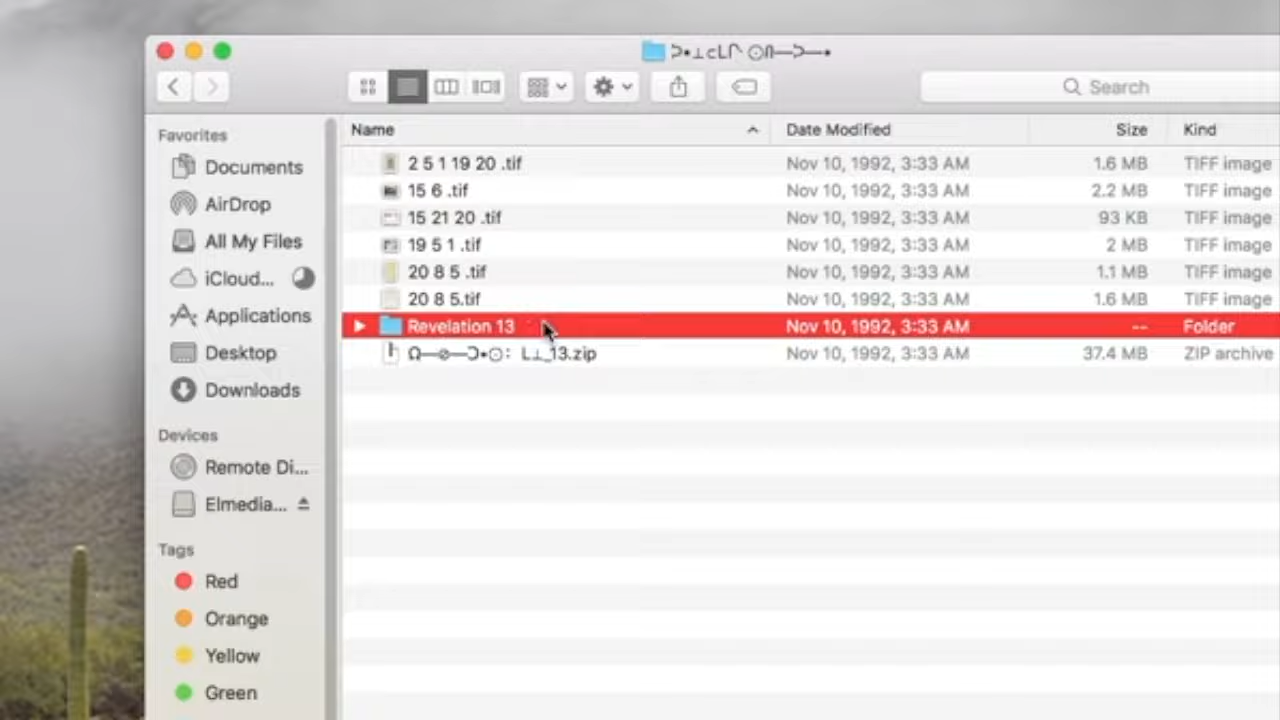 Search
Name Date Modified Size Kind
Favorites
Documents
AirDrop
All My Files
iCloud...
Applications
Desktop
Downloads
Devices
Remote Di...
Elmedia...
Tags
Red
Orange
Yellow
Green
2 5 1 19 20 .tif Nov 10, 1992, 3:33 AM 1.6 MB TIFF image
15 6 .tif Nov 10, 1992, 3:33 AM 2.2 MB TIFF image
15 21 20 .tif Nov 10, 1992, 3:33 AM 93 KB TIFF image
19 5 1 .tif Nov 10, 1992, 3:33 AM 2 MB TIFF image
20 8 5 .tif Nov 10, 1992, 3:33 AM 1.1 MB TIFF image
20 8 5.tif Nov 10, 1992, 3:33 AM 1.6 MB TIFF image
Revelation 13 Nov 10, 1992, 3:33 AM -- Folder
_13.zip Nov 10, 1992, 3:33 AM 37.4 MB ZIP archive